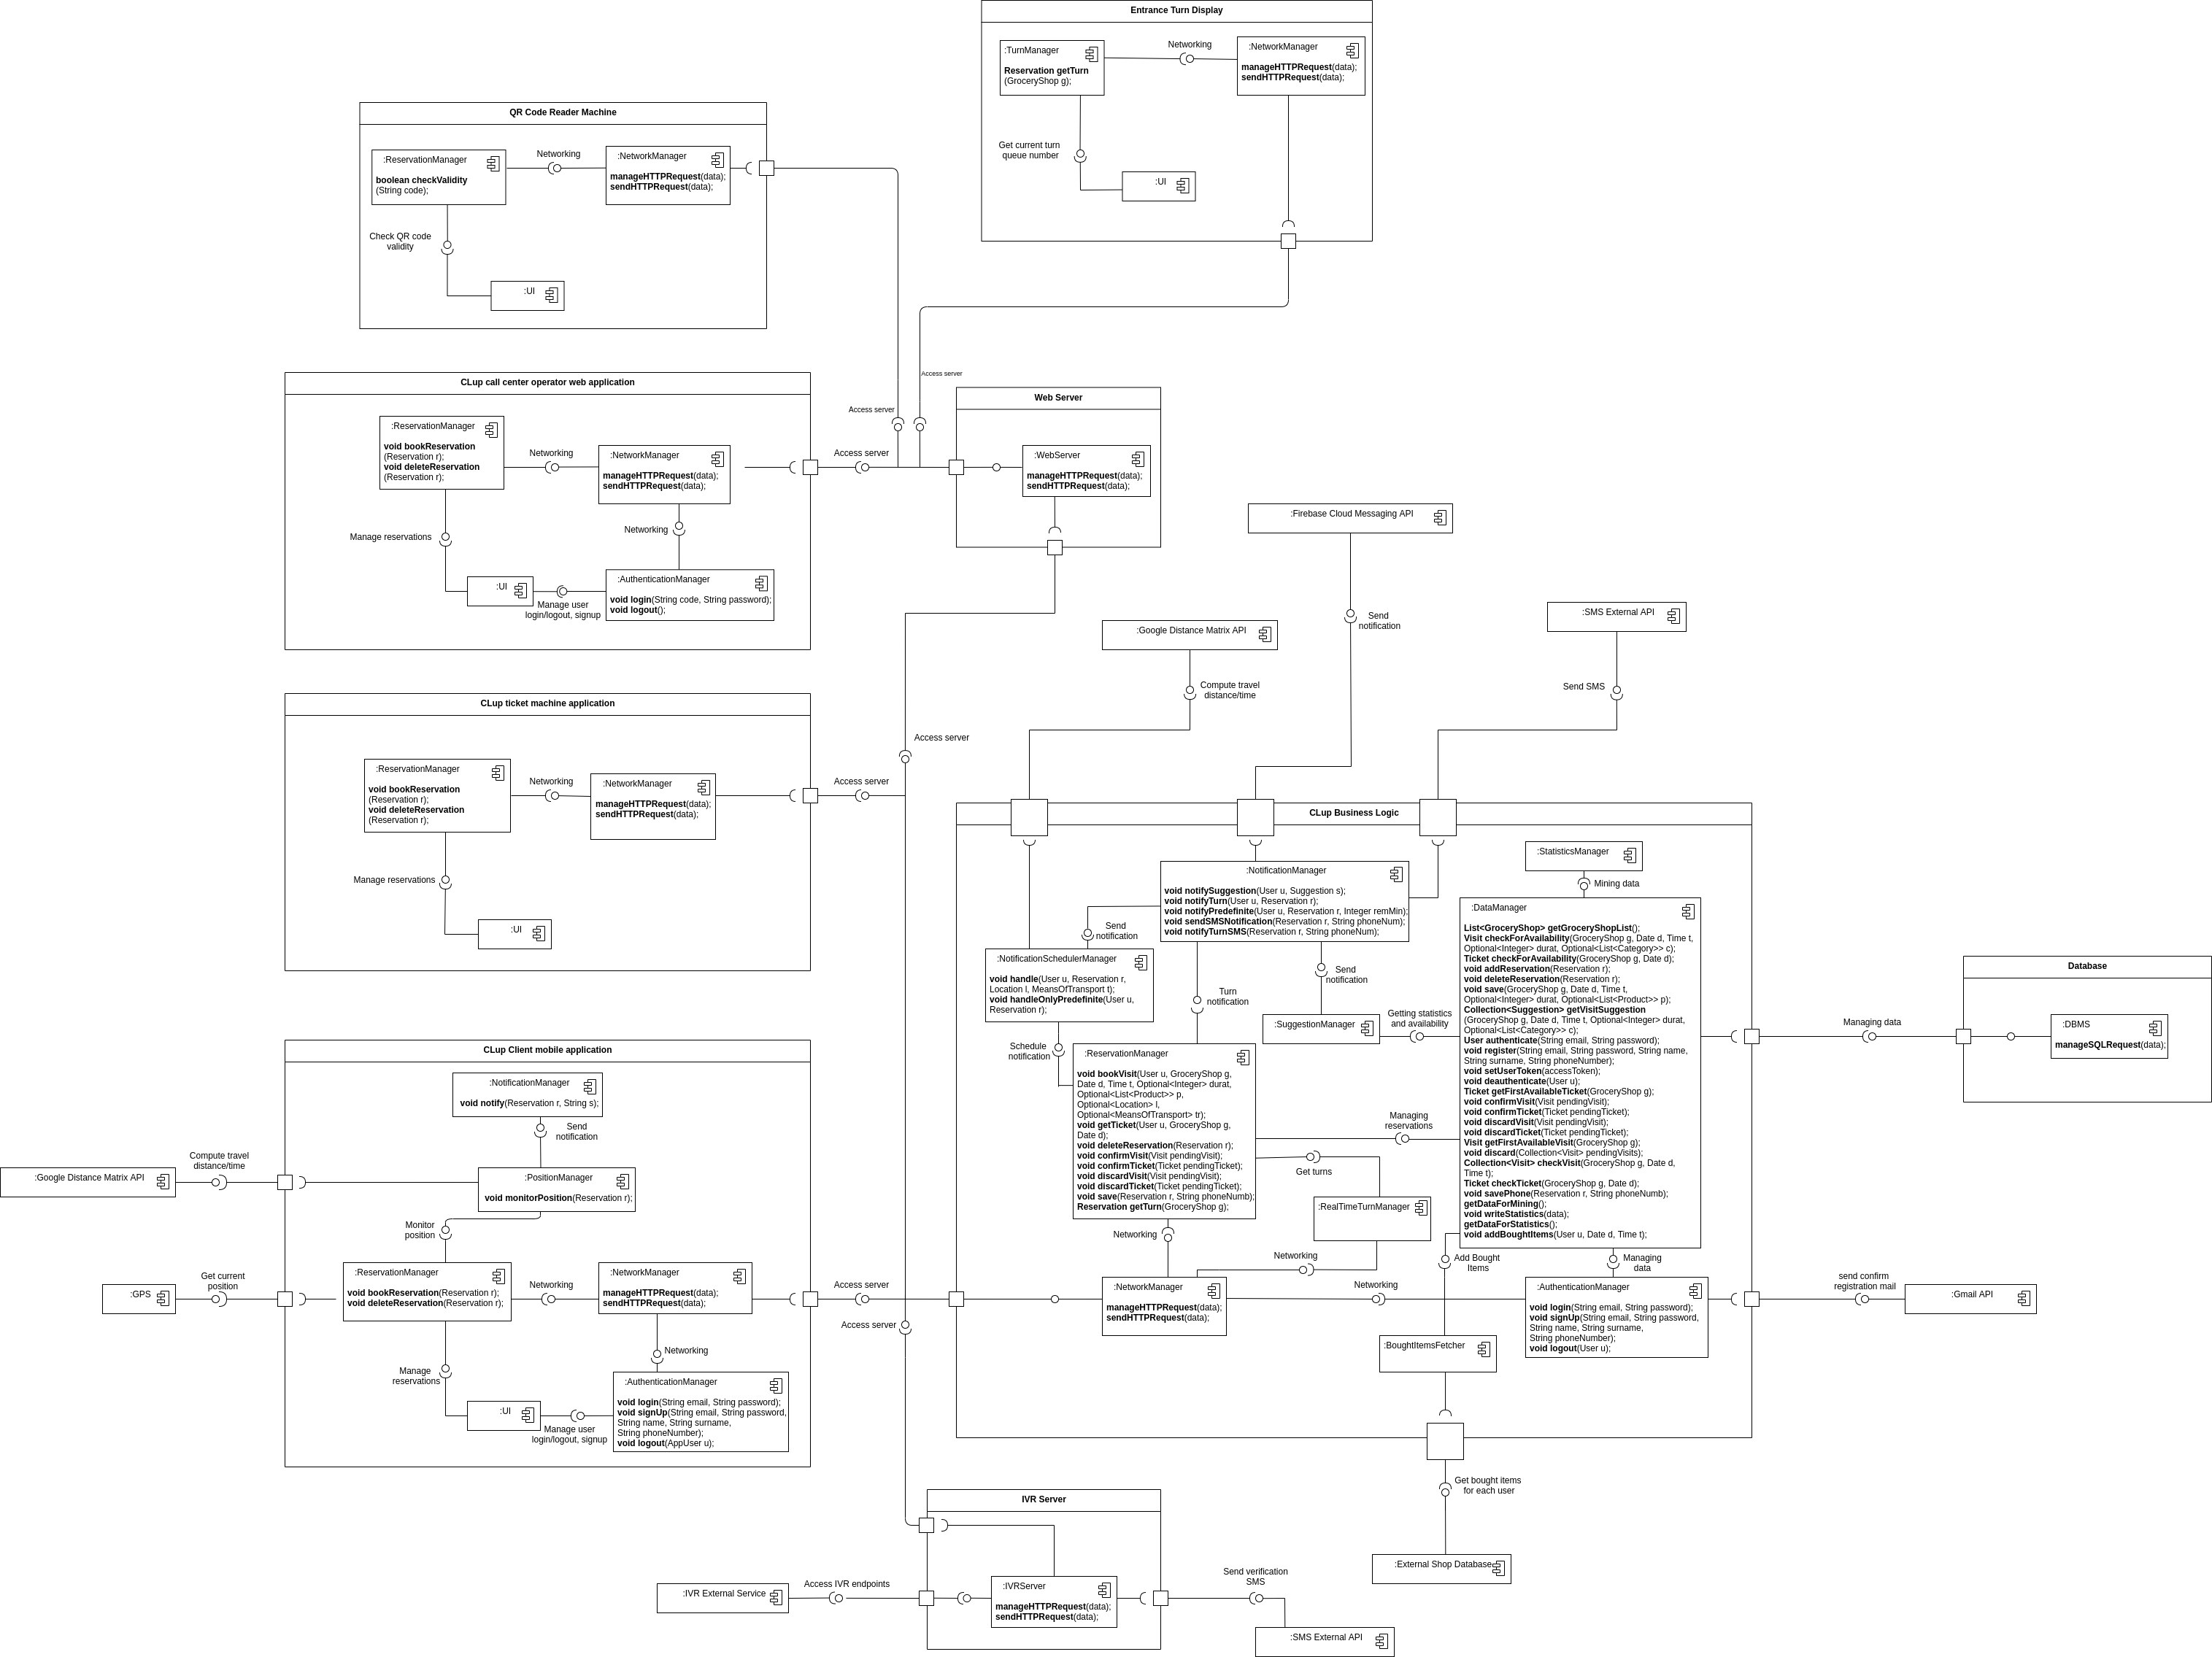 Entrance Turn Display
:TurnManager
Reservation getTurn
(GroceryShop g);
Networking
:NetworkManager
manageHTTPRequest(data);
sendHTTPRequest(data);
Get current turn
queue number
:UI
QR Code Reader Machine
:ReservationManager
boolean checkValidity
(String code);
Networking
:NetworkManager
manageHTTPRequest(data);
sendHTTPRequest(data);
Check QR code
validity
:UI
CLup call center operator web application
:ReservationManager
void bookReservation
(Reservation r);
void deleteReservation
(Reservation r);
Networking
:NetworkManager
manageHTTPRequest(data);
sendHTTPRequest(data);
Manage reservations
Networking
:UI
Manage user
login/logout, signup
:AuthenticationManager
void login(String code, String password);
void logout();
Access server
Access server
Access server
Web Server
:WebServer
manageHTTPRequest(data);
sendHTTPRequest(data);
:Firebase Cloud Messaging API
Send
notification
:Google Distance Matrix API
Compute travel
distance/time
:SMS External API
Send SMS
CLup ticket machine application
:ReservationManager
void bookReservation
(Reservation r);
void deleteReservation
(Reservation r);
Networking
:NetworkManager
manageHTTPRequest(data);
sendHTTPRequest(data);
Manage reservations
:UI
Access server
Access server
CLup Business Logic
:NotificationManager
void notifySuggestion(User u, Suggestion s);
void notifyTurn(User u, Reservation r);
void notifyPredefinite(User u, Reservation r, Integer remMin);
void sendSMSNotification(Reservation r, String phoneNum);
void notifyTurnSMS(Reservation r, String phoneNum);
:StatisticsManager
Mining data
Send
notification
:NotificationSchedulerManager
void handle(User u, Reservation r,
Location l, MeansOfTransport t);
void handleOnlyPredefinite(User u,
Reservation r);
Turn
notification
Send
notification
:SuggestionManager
Getting statistics
and availability
Schedule
notification
:DataManager
List<GroceryShop> getGroceryShopList();
Visit checkForAvailability(GroceryShop g, Date d, Time t,
Optional<Integer> durat, Optional<List<Category>> c);
Ticket checkForAvailability(GroceryShop g, Date d);
void addReservation(Reservation r);
void deleteReservation(Reservation r);
void save(GroceryShop g, Date d, Time t,
Optional<Integer> durat, Optional<List<Product>> p);
Collection<Suggestion> getVisitSuggestion
(GroceryShop g, Date d, Time t, Optional<Integer> durat,
Optional<List<Category>> c);
User authenticate(String email, String password);
void register(String email, String password, String name,
String surname, String phoneNumber);
void setUserToken(accessToken);
void deauthenticate(User u);
Ticket getFirstAvailableTicket(GroceryShop g);
void confirmVisit(Visit pendingVisit);
void confirmTicket(Ticket pendingTicket);
void discardVisit(Visit pendingVisit);
void discardTicket(Ticket pendingTicket);
Visit getFirstAvailableVisit(GroceryShop g);
void discard(Collection<Visit> pendingVisits);
Collection<Visit> checkVisit(GroceryShop g, Date d,
Time t);
Ticket checkTicket(GroceryShop g, Date d);
void savePhone(Reservation r, String phoneNumb);
getDataForMining();
void writeStatistics(data);
getDataForStatistics();
void addBoughtItems(User u, Date d, Time t);
:ReservationManager
void bookVisit(User u, GroceryShop g,
Date d, Time t, Optional<Integer> durat,
Optional<List<Product>> p,
Optional<Location> l,
Optional<MeansOfTransport> tr);
void getTicket(User u, GroceryShop g,
Date d);
void deleteReservation(Reservation r);
void confirmVisit(Visit pendingVisit);
void confirmTicket(Ticket pendingTicket);
void discardVisit(Visit pendingVisit);
void discardTicket(Ticket pendingTicket);
void save(Reservation r, String phoneNumb);
Reservation getTurn(GroceryShop g);
Managing
reservations
Get turns
:RealTimeTurnManager
Networking
Networking
Networking
:NetworkManager
manageHTTPRequest(data);
sendHTTPRequest(data);
Add Bought
Items
Managing
data
:AuthenticationManager
void login(String email, String password);
void signUp(String email, String password,
String name, String surname,
String phoneNumber);
void logout(User u);
:BoughtItemsFetcher
Managing data
Database
:DBMS
manageSQLRequest(data);
send confirm
registration mail
:Gmail API
Get bought items
for each user
:External Shop Database
CLup Client mobile application
:NotificationManager
void notify(Reservation r, String s);
Send
notification
:Google Distance Matrix API
Compute travel
distance/time
:PositionManager
void monitorPosition(Reservation r);
Monitor
position
:GPS
Get current
position
:ReservationManager
void bookReservation(Reservation r);
void deleteReservation(Reservation r);
Networking
:NetworkManager
manageHTTPRequest(data);
sendHTTPRequest(data);
Access server
Access server
Manage
reservations
Networking
:UI
Manage user
login/logout, signup
:AuthenticationManager
void login(String email, String password);
void signUp(String email, String password,
String name, String surname,
String phoneNumber);
void logout(AppUser u);
IVR Server
:IVR External Service
Access IVR endpoints
:IVRServer
manageHTTPRequest(data);
sendHTTPRequest(data);
Send verification
SMS
:SMS External API